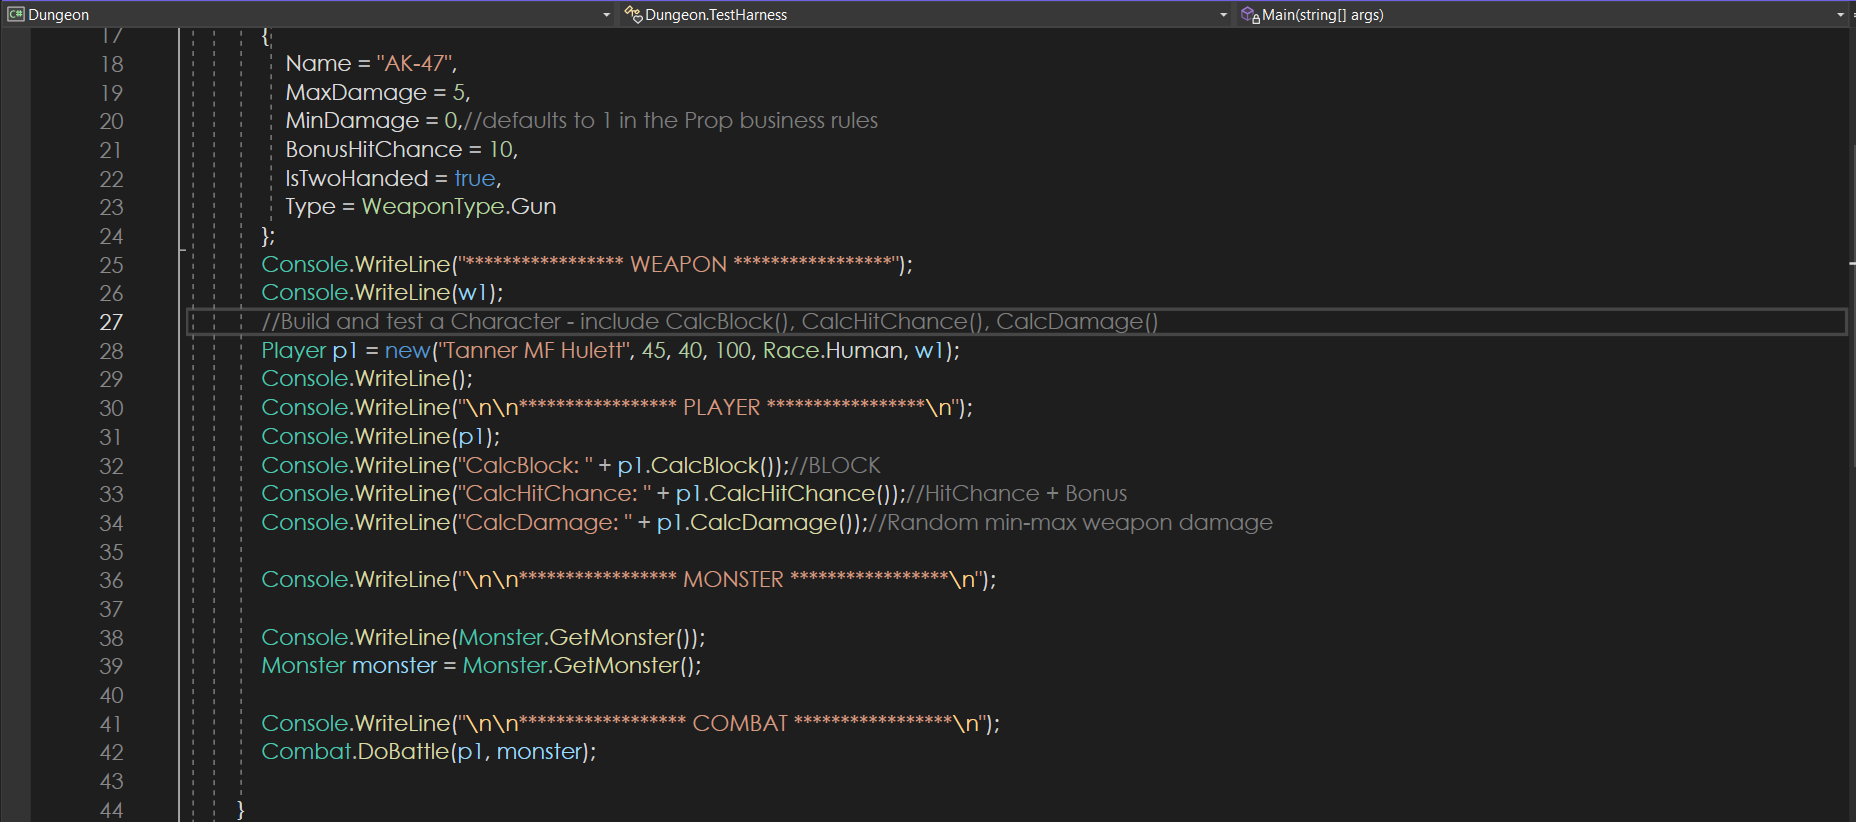 C# Dungeon Dungeon.TestHarness Main(string[] args)
17 {
18 Name = "AK-47",
19 MaxDamage = 5,
20 MinDamage = 0,//defaults to 1 in the Prop business rules
21 BonusHitChance = 10,
22 IsTwoHanded = true,
23 Type = WeaponType.Gun
24 };
25 Console.WriteLine("***************** WEAPON *****************");
26 Console.WriteLine(w1);
27 //Build and test a Character - include CalcBlock(), CalcHitChance(), CalcDamage()
28 Player p1 = new("Tanner MF Hulett", 45, 40, 100, Race.Human, w1);
29 Console.WriteLine();
30 Console.WriteLine("\n\n***************** PLAYER *****************\n");
31 Console.WriteLine(p1);
32 Console.WriteLine("CalcBlock: " + p1.CalcBlock());//BLOCK
33 Console.WriteLine("CalcHitChance: " + p1.CalcHitChance());//HitChance + Bonus
34 Console.WriteLine("CalcDamage: " + p1.CalcDamage());//Random min-max weapon damage
35
36 Console.WriteLine("\n\n***************** MONSTER *****************\n");
37
38 Console.WriteLine(Monster.GetMonster());
39 Monster monster = Monster.GetMonster();
40
41 Console.WriteLine("\n\n****************** COMBAT *****************\n");
42 Combat.DoBattle(p1, monster);
43
44 }